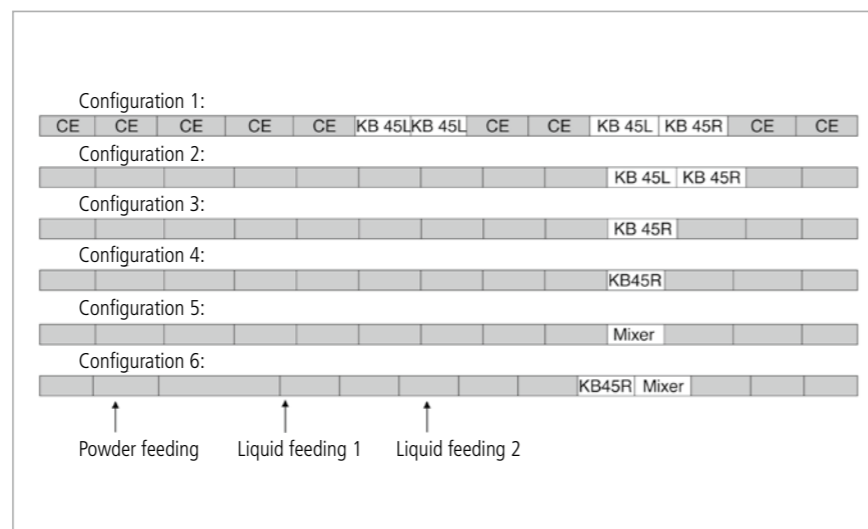 Configuration 1:
CE CE CE CE CE KB 45L KB 45L CE CE KB 45L KB 45R CE CE
Configuration 2:
KB 45L KB 45R
Configuration 3:
KB 45R
Configuration 4:
KB45R
Configuration 5:
Mixer
Configuration 6:
KB45R Mixer
Powder feeding Liquid feeding 1 Liquid feeding 2